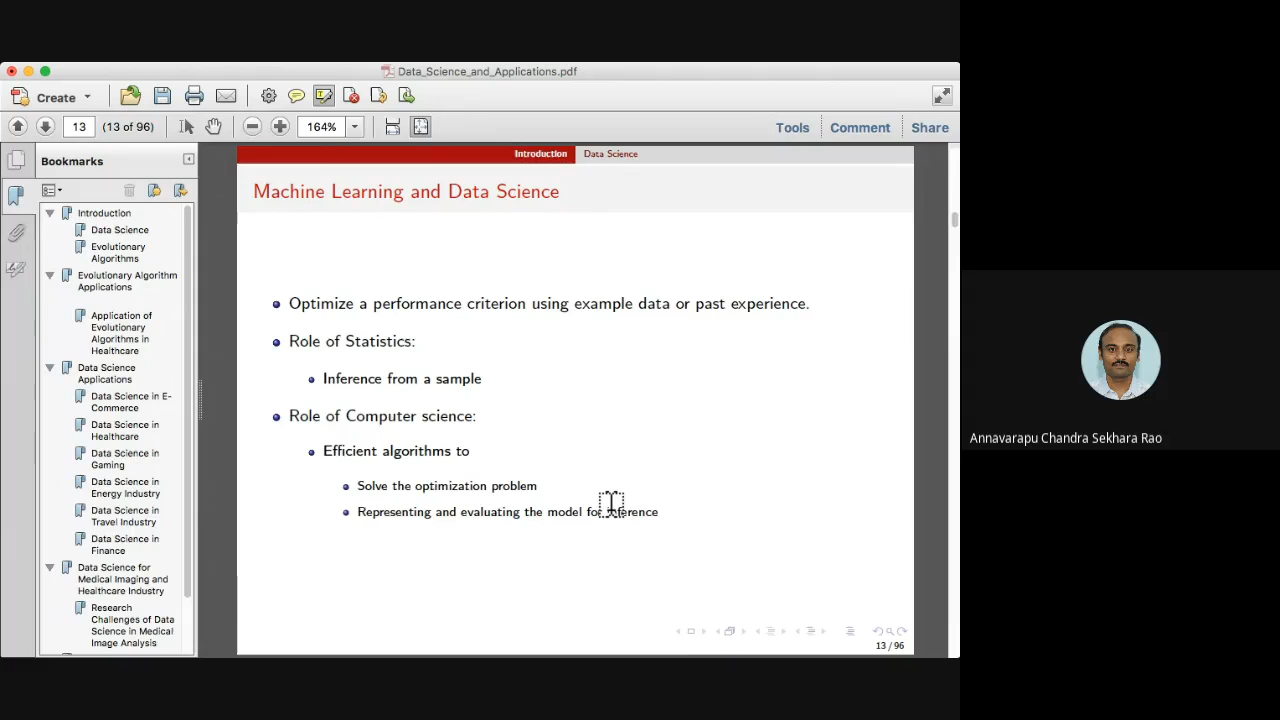 Data_Science_and_Applications.pdf
Create
13 (13 of 96) 164% Tools Comment Share
Bookmarks
Introduction
Data Science
Evolutionary
Algorithms
Evolutionary Algorithm
Applications
Application of
Evolutionary
Algorithms in
Healthcare
Data Science
Applications
Data Science in E-
Commerce
Data Science in
Healthcare
Data Science in
Gaming
Data Science in
Energy Industry
Data Science in
Travel Industry
Data Science in
Finance
Data Science for
Medical Imaging and
Healthcare Industry
Research
Challenges of Data
Science in Medical
Image Analysis
Introduction Data Science
Machine Learning and Data Science
Optimize a performance criterion using example data or past experience.
Role of Statistics:
Inference from a sample
Role of Computer science:
Efficient algorithms to
Solve the optimization problem
Representing and evaluating the model for inference
13 / 96
Annavarapu Chandra Sekhara Rao